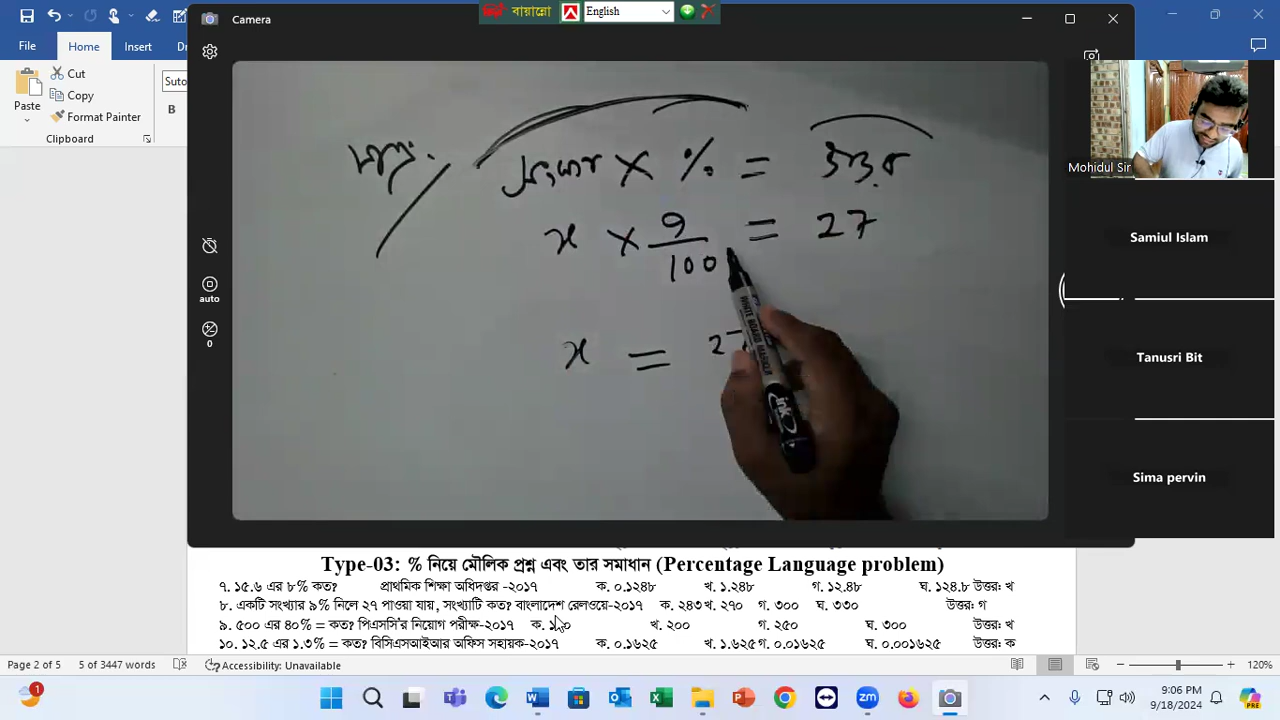 Camera
হিট বায়ান্নো English
File Home Insert
Cut
Copy
Paste
Format Painter
Clipboard
B
auto
0
সংখ্যা × % =
x × 9/100 = 27
x = 27
Mohidul Sir
Samiul Islam
Tanusri Bit
Sima pervin
Type-03: % নিয়ে মৌলিক প্রশ্ন এবং তার সমাধান (Percentage Language problem)
৭. ১৫.৬ এর ৮% কত? প্রাথমিক শিক্ষা অধিদপ্তর -২০১৭ ক. ০.১২৪৮ খ. ১.২৪৮ গ. ১২.৪৮ ঘ. ১২৪.৮ উত্তর: খ
৮. একটি সংখ্যার ৯% নিলে ২৭ পাওয়া যায়, সংখ্যাটি কত? বাংলাদেশ রেলওয়ে-২০১৭ ক. ২৪৩ খ. ২৭০ গ. ৩০০ ঘ. ৩৩০ উত্তর: গ
৯. ৫০০ এর ৪০% = কত? পিএসসি'র নিয়োগ পরীক্ষ-২০১৭ ক. খ. ২০০ গ. ২৫০ ঘ. ৩০০ উত্তর: খ
১০. ১২.৫ এর ১.৩% = কত? বিসিএসআইআর অফিস সহায়ক-২০১৭ ক. ০.১৬২৫ খ. ১.৬২৫ গ. ০.০১৬২৫ ঘ. ০.০০১৬২৫ উত্তর: ক
Page 2 of 5 5 of 3447 words Accessibility: Unavailable 120%
1 9:06 PM
9/18/2024